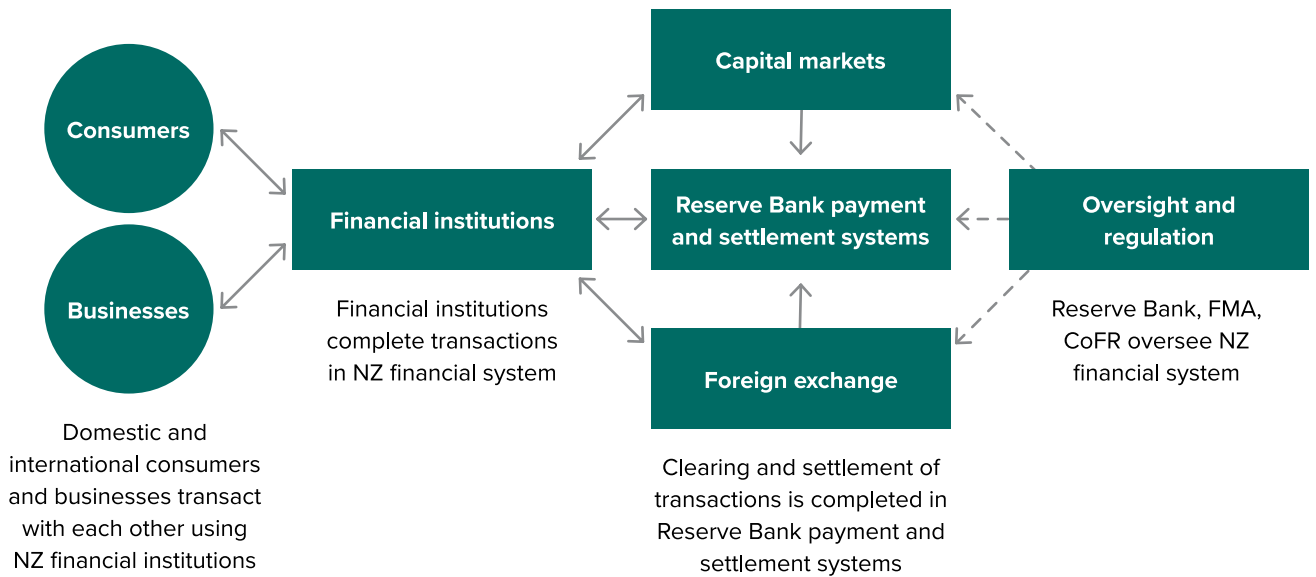 Consumers
Businesses
Domestic and
international consumers
and businesses transact
with each other using
NZ financial institutions
Financial institutions
Financial institutions
complete transactions
in NZ financial system
Capital markets
Reserve Bank payment
and settlement systems
Foreign exchange
Clearing and settlement of
transactions is completed in
Reserve Bank payment and
settlement systems
Oversight and
regulation
Reserve Bank, FMA,
CoFR oversee NZ
financial system